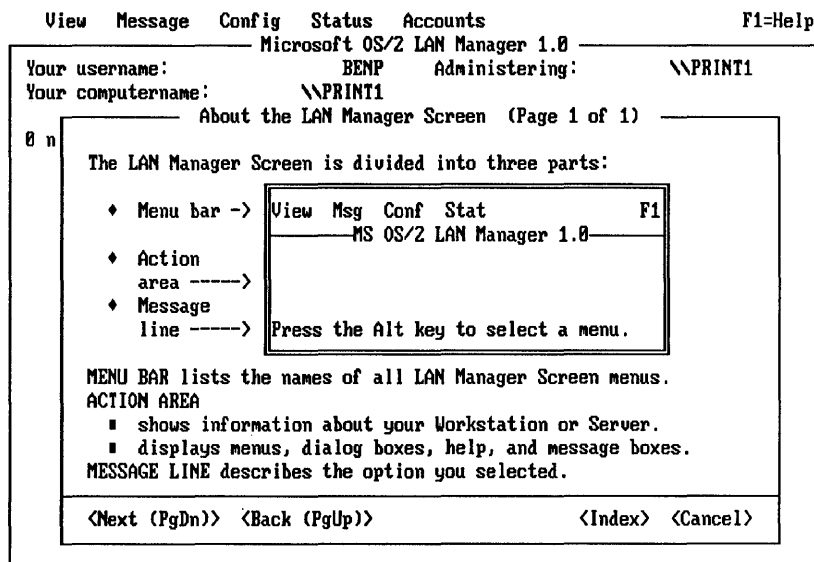 View Message Config Status Accounts F1=Help
Microsoft OS/2 LAN Manager 1.0
Your username: BENP Administering: \\PRINT1
Your computername: \\PRINT1
About the LAN Manager Screen (Page 1 of 1)
0 n
The LAN Manager Screen is divided into three parts:
♦ Menu bar -> View Msg Conf Stat F1
MS OS/2 LAN Manager 1.0
♦ Action
area ----->
♦ Message
line -----> Press the Alt key to select a menu.
MENU BAR lists the names of all LAN Manager Screen menus.
ACTION AREA
▪ shows information about your Workstation or Server.
▪ displays menus, dialog boxes, help, and message boxes.
MESSAGE LINE describes the option you selected.
<Next (PgDn)> <Back (PgUp)> <Index> <Cancel>